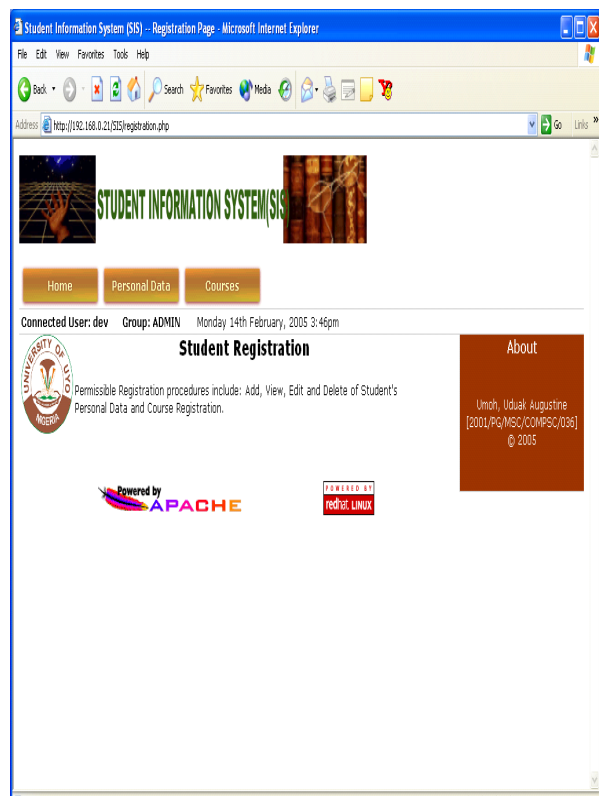 Student Information System (SIS) -- Registration Page - Microsoft Internet Explorer
File Edit View Favorites Tools Help
Back Search Favorites Media
Address http://192.168.0.21/SIS/registration.php Go Links »
STUDENT INFORMATION SYSTEM(SIS)
Home Personal Data Courses
Connected User: dev Group: ADMIN Monday 14th February, 2005 3:46pm
UNIVERSITY OF UYO
NIGERIA
Student Registration
Permissible Registration procedures include: Add, View, Edit and Delete of Student's
Personal Data and Course Registration.
About
Umoh, Uduak Augustine
[2001/PG/MSC/COMPSC/036]
© 2005
Powered by
APACHE
POWERED BY
redhat LINUX